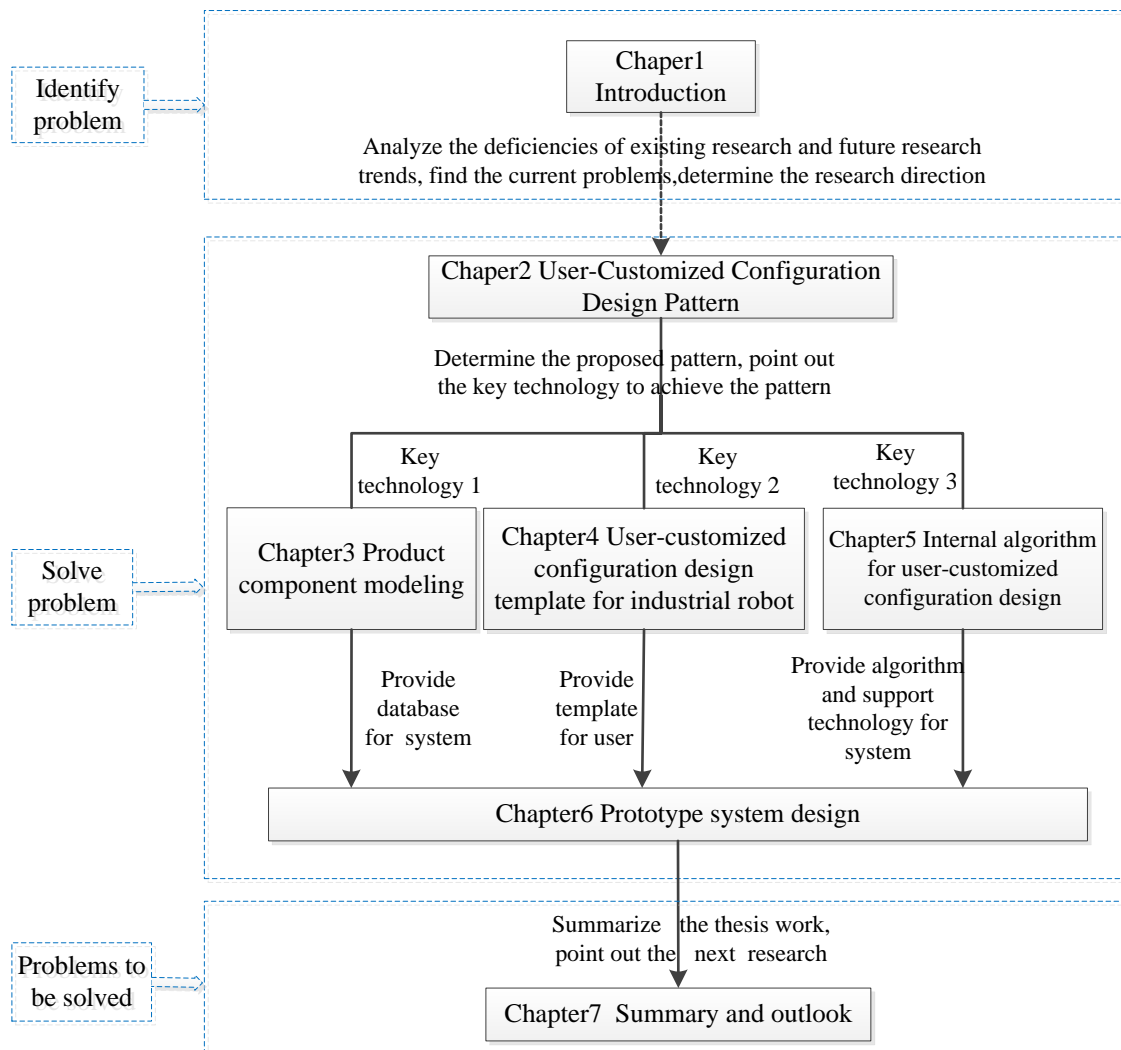 Identify
problem
Chaper1
Introduction
Analyze the deficiencies of existing research and future research
trends, find the current problems,determine the research direction
Chaper2 User-Customized Configuration
Design Pattern
Determine the proposed pattern, point out
the key technology to achieve the pattern
Key
technology 1
Key
technology 2
Key
technology 3
Solve
problem
Chapter3 Product
component modeling
Chapter4 User-customized
configuration design
template for industrial robot
Chapter5 Internal algorithm
for user-customized
configuration design
Provide
database
for system
Provide
template
for user
Provide algorithm
and support
technology for
system
Chapter6 Prototype system design
Problems to
be solved
Summarize the thesis work,
point out the next research
Chapter7 Summary and outlook